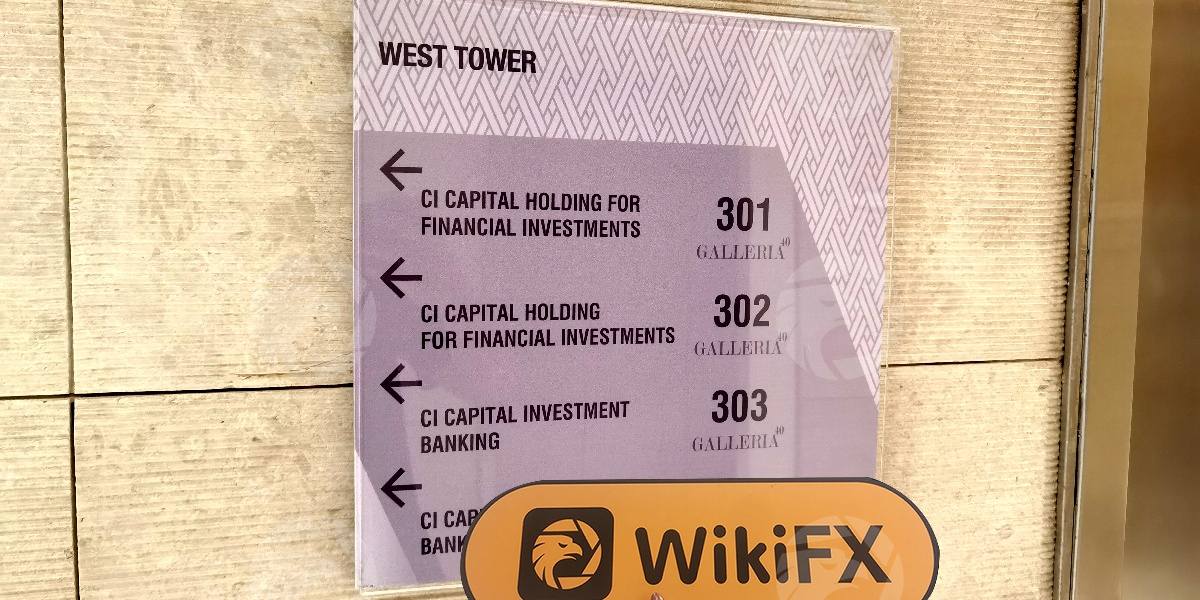 WEST TOWER
CI CAPITAL HOLDING FOR
FINANCIAL INVESTMENTS
301
GALLERIA40
CI CAPITAL HOLDING
FOR FINANCIAL INVESTMENTS
302
GALLERIA40
CI CAPITAL INVESTMENT
BANKING
303
GALLERIA40
CI
WikiFX